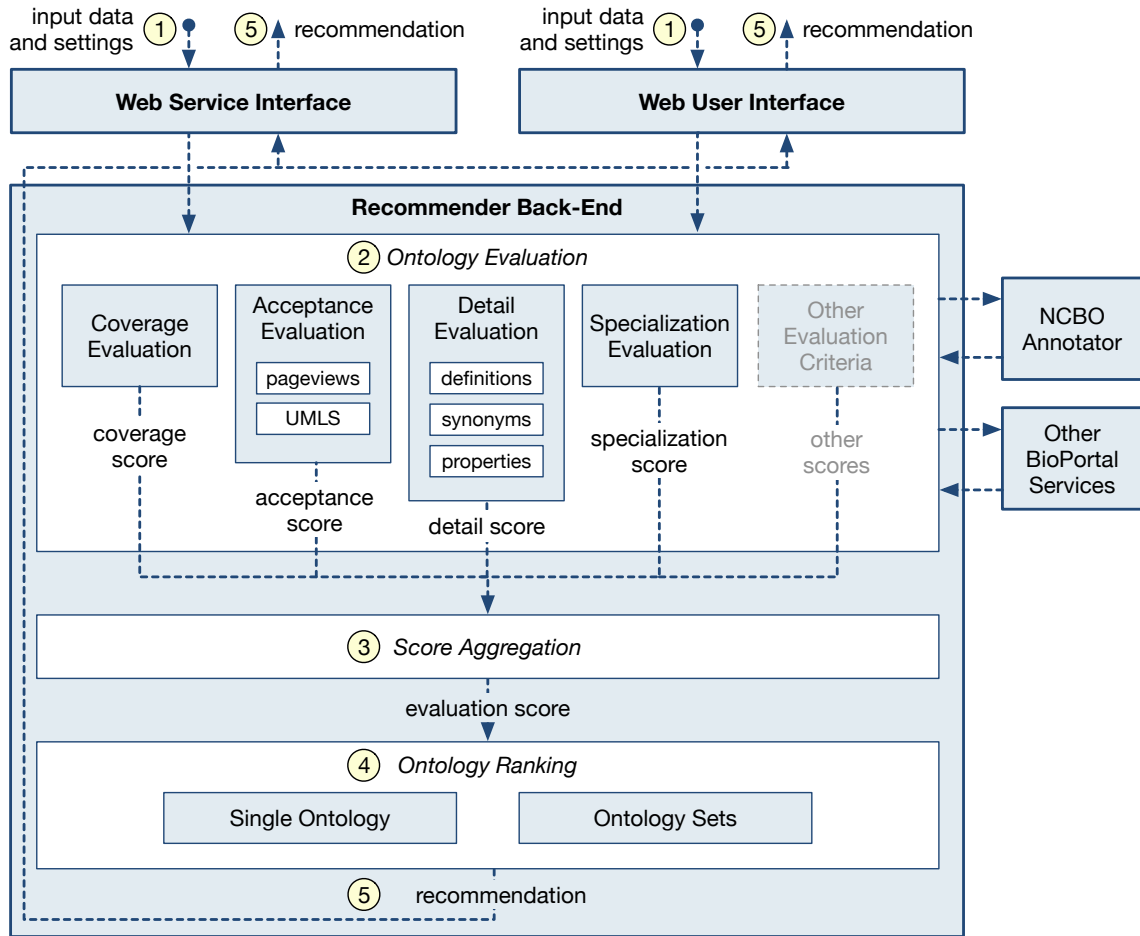 input data
and settings
1
5
recommendation
input data
and settings
1
5
recommendation
Web Service Interface
Web User Interface
Recommender Back-End
2
Ontology Evaluation
Coverage
Evaluation
Acceptance
Evaluation
pageviews
UMLS
Detail
Evaluation
definitions
synonyms
properties
Specialization
Evaluation
Other
Evaluation
Criteria
NCBO
Annotator
Other
BioPortal
Services
coverage
score
acceptance
score
detail score
specialization
score
other
scores
3
Score Aggregation
evaluation score
4
Ontology Ranking
Single Ontology
Ontology Sets
5
recommendation